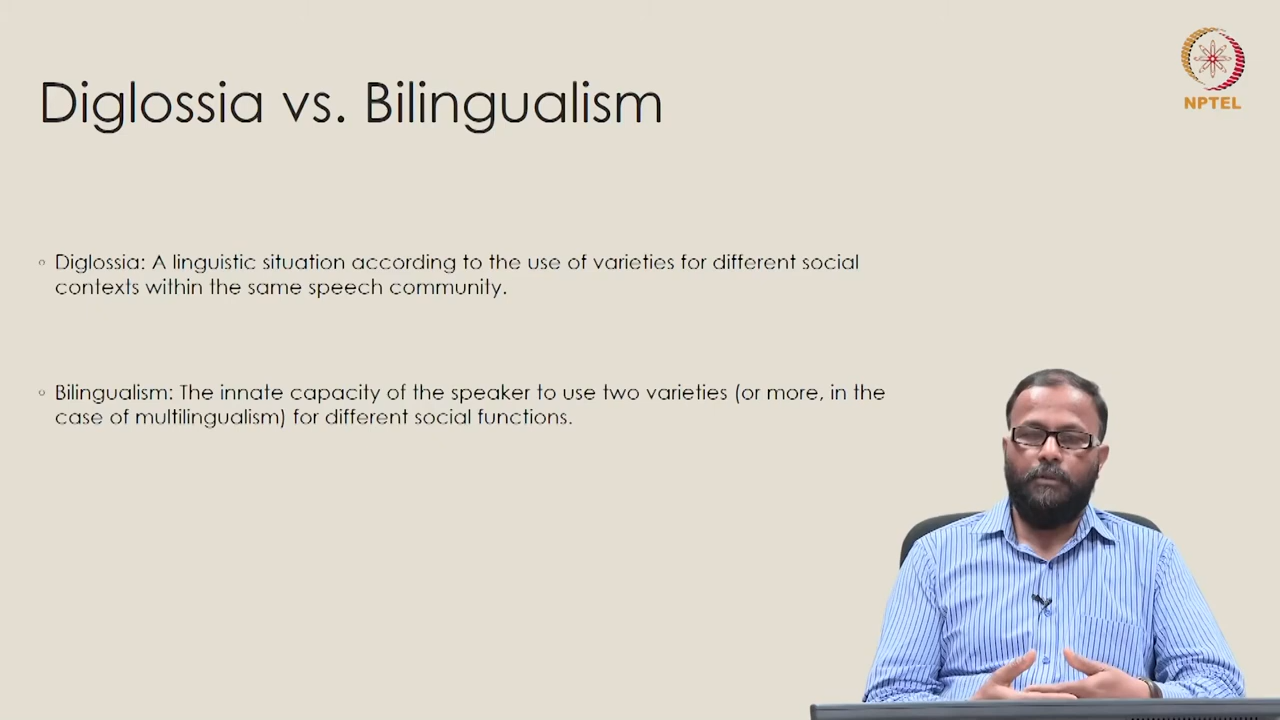 Diglossia vs. Bilingualism
NPTEL
◦ Diglossia: A linguistic situation according to the use of varieties for different social
contexts within the same speech community.
◦ Bilingualism: The innate capacity of the speaker to use two varieties (or more, in the
case of multilingualism) for different social functions.